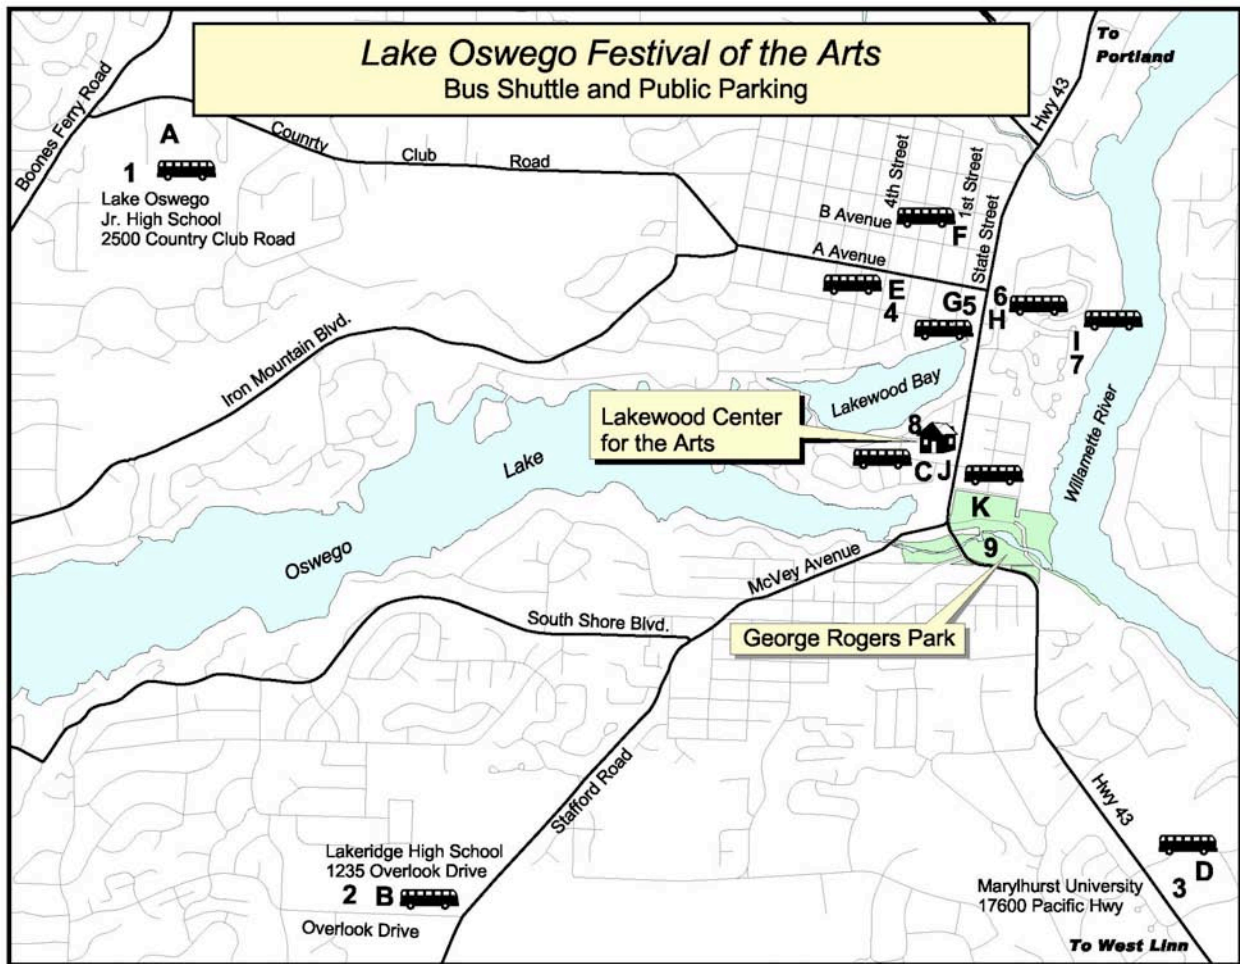 Lake Oswego Festival of the Arts
Bus Shuttle and Public Parking
To
Portland
Hwy 43
Boones Ferry Road
A
1
Lake Oswego
Jr. High School
2500 Country Club Road
Counrty
Club
Road
4th Street
1st Street
B Avenue
F
State Street
A Avenue
E
4
G5
6
H
I
7
Iron Mountain Blvd.
Lakewood Bay
Lakewood Center
for the Arts
8
C J
Willamette River
Lake
Oswego
K
9
McVey Avenue
South Shore Blvd.
George Rogers Park
Stafford Road
Hwy 43
Lakeridge High School
1235 Overlook Drive
2 B
Overlook Drive
D
3
Marylhurst University
17600 Pacific Hwy
To West Linn